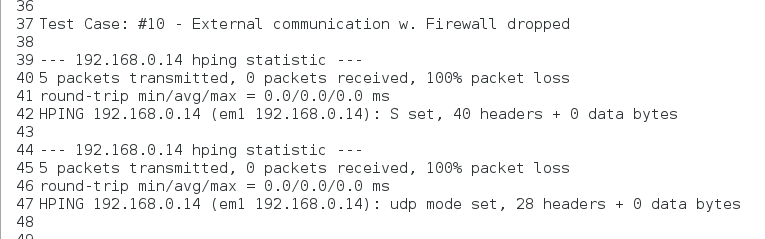 36
37 Test Case: #10 - External communication w. Firewall dropped
38
39 --- 192.168.0.14 hping statistic ---
40 5 packets transmitted, 0 packets received, 100% packet loss
41 round-trip min/avg/max = 0.0/0.0/0.0 ms
42 HPING 192.168.0.14 (em1 192.168.0.14): S set, 40 headers + 0 data bytes
43
44 --- 192.168.0.14 hping statistic ---
45 5 packets transmitted, 0 packets received, 100% packet loss
46 round-trip min/avg/max = 0.0/0.0/0.0 ms
47 HPING 192.168.0.14 (em1 192.168.0.14): udp mode set, 28 headers + 0 data bytes
48